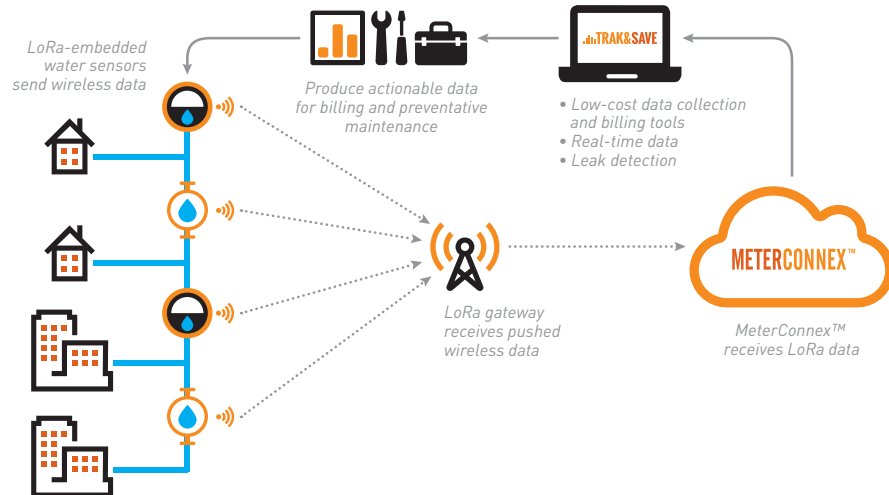 LoRa-embedded
water sensors
send wireless data
Produce actionable data
for billing and preventative
maintenance
TRAK&SAVE
• Low-cost data collection
and billing tools
• Real-time data
• Leak detection
LoRa gateway
receives pushed
wireless data
METERCONNEX™
MeterConnex™
receives LoRa data